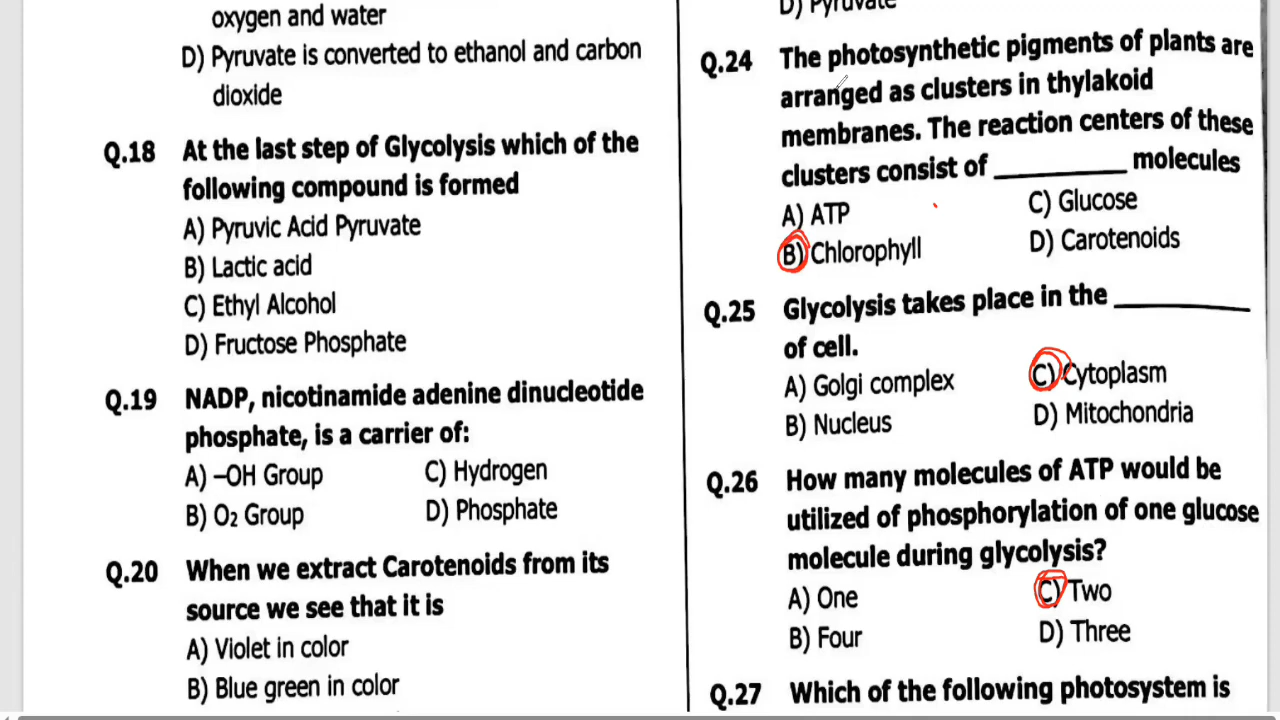 oxygen and water
D) Pyruvate is converted to ethanol and carbon
dioxide
Q.18 At the last step of Glycolysis which of the
following compound is formed
A) Pyruvic Acid Pyruvate
B) Lactic acid
C) Ethyl Alcohol
D) Fructose Phosphate
Q.19 NADP, nicotinamide adenine dinucleotide
phosphate, is a carrier of:
A) –OH Group C) Hydrogen
B) O₂ Group D) Phosphate
Q.20 When we extract Carotenoids from its
source we see that it is
A) Violet in color
B) Blue green in color
D) Pyruvate
Q.24 The photosynthetic pigments of plants are
arranged as clusters in thylakoid
membranes. The reaction centers of these
clusters consist of __________ molecules
A) ATP C) Glucose
B) Chlorophyll D) Carotenoids
Q.25 Glycolysis takes place in the __________
of cell.
A) Golgi complex C) Cytoplasm
B) Nucleus D) Mitochondria
Q.26 How many molecules of ATP would be
utilized of phosphorylation of one glucose
molecule during glycolysis?
A) One C) Two
B) Four D) Three
Q.27 Which of the following photosystem is